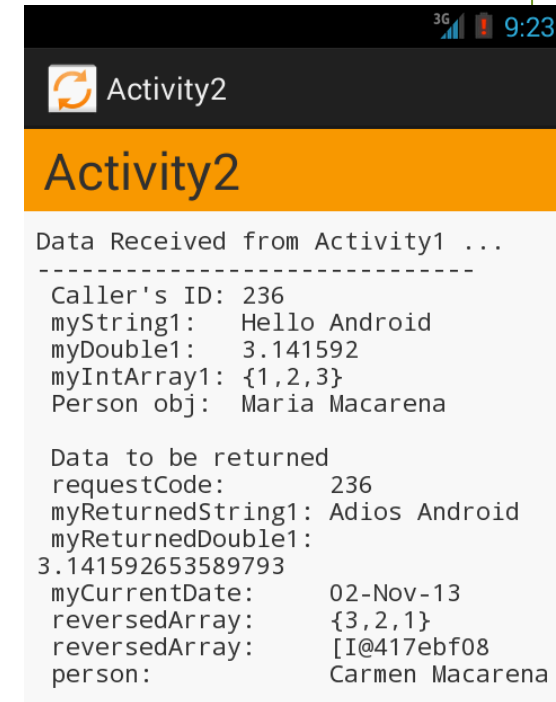 3G 9:23
Activity2
Activity2
Data Received from Activity1 ...
------------------------------
Caller's ID: 236
myString1: Hello Android
myDouble1: 3.141592
myIntArray1: {1,2,3}
Person obj: Maria Macarena
Data to be returned
requestCode: 236
myReturnedString1: Adios Android
myReturnedDouble1:
3.141592653589793
myCurrentDate: 02-Nov-13
reversedArray: {3,2,1}
reversedArray: [I@417ebf08
person: Carmen Macarena